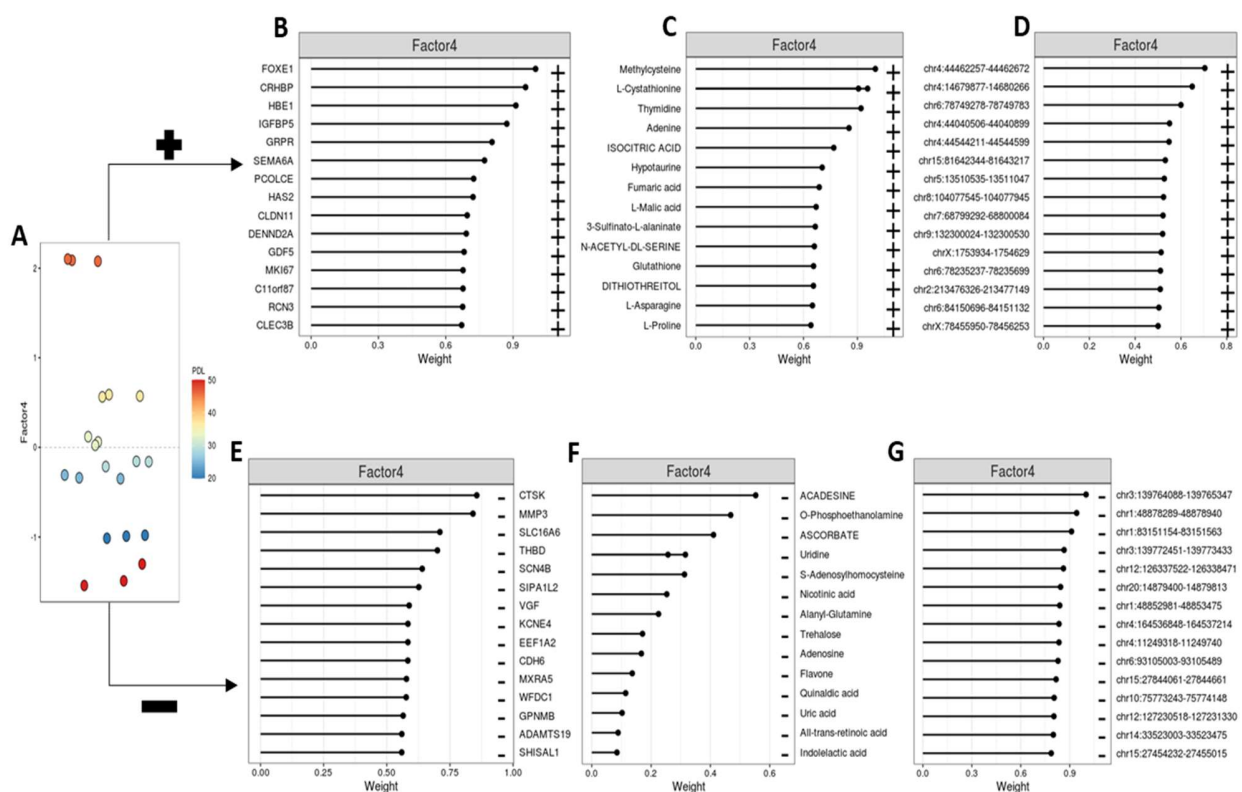 A
Factor4
2
1
0
-1
PDL
50
40
30
20
+
−
B
Factor4
FOXE1
CRHBP
HBE1
IGFBP5
GRPR
SEMA6A
PCOLCE
HAS2
CLDN11
DENND2A
GDF5
MKI67
C11orf87
RCN3
CLEC3B
0.0 0.3 0.6 0.9
Weight
C
Factor4
Methylcysteine
L-Cystathionine
Thymidine
Adenine
ISOCITRIC ACID
Hypotaurine
Fumaric acid
L-Malic acid
3-Sulfinato-L-alaninate
N-ACETYL-DL-SERINE
Glutathione
DITHIOTHREITOL
L-Asparagine
L-Proline
0.0 0.3 0.6 0.9
Weight
D
Factor4
chr4:44462257-44462672
chr4:14679877-14680266
chr6:78749278-78749783
chr4:44040506-44040899
chr4:44544211-44544599
chr15:81642344-81643217
chr5:13510535-13511047
chr8:104077545-104077945
chr7:68799292-68800084
chr9:132300024-132300530
chrX:1753934-1754629
chr6:78235237-78235699
chr2:213476326-213477149
chr6:84150696-84151132
chrX:78455950-78456253
0.0 0.2 0.4 0.6 0.8
Weight
E
Factor4
CTSK
MMP3
SLC16A6
THBD
SCN4B
SIPA1L2
VGF
KCNE4
EEF1A2
CDH6
MXRA5
WFDC1
GPNMB
ADAMTS19
SHISAL1
0.00 0.25 0.50 0.75 1.00
Weight
F
Factor4
ACADESINE
O-Phosphoethanolamine
ASCORBATE
Uridine
S-Adenosylhomocysteine
Nicotinic acid
Alanyl-Glutamine
Trehalose
Adenosine
Flavone
Quinaldic acid
Uric acid
All-trans-retinoic acid
Indolelactic acid
0.0 0.2 0.4 0.6
Weight
G
Factor4
chr3:139764088-139765347
chr1:48878289-48878940
chr1:83151154-83151563
chr3:139772451-139773433
chr12:126337522-126338471
chr20:14879400-14879813
chr1:48852981-48853475
chr4:164536848-164537214
chr4:11249318-11249740
chr6:93105003-93105489
chr15:27844061-27844661
chr10:75773243-75774148
chr12:127230518-127231330
chr14:33523003-33523475
chr15:27454232-27455015
0.0 0.3 0.6 0.9
Weight